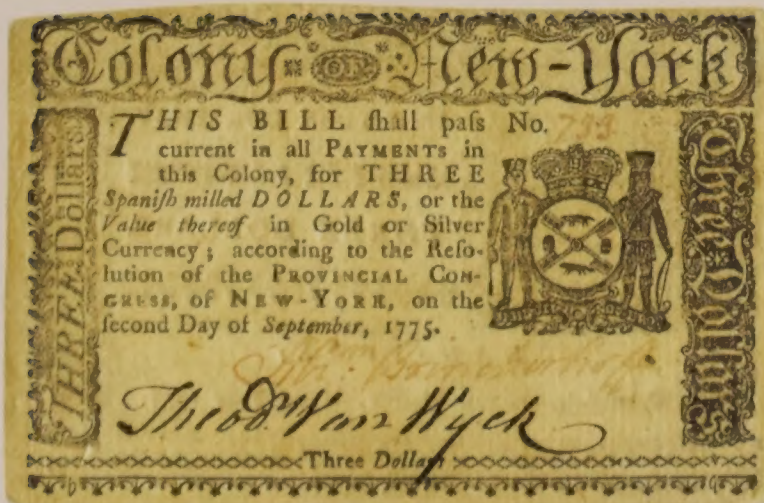 Colony OF New-York
THIS BILL ſhall paſs
current in all PAYMENTS in
this Colony, for THREE
Spaniſh milled DOLLARS, or the
Value thereof in Gold or Silver
Currency; according to the Reſo-
lution of the PROVINCIAL CON-
GRESS, of NEW-YORK, on the
ſecond Day of September, 1775.
No. 799
THREE Dollars
Three Dollars
Theods. Van Wyck
Three Dollars